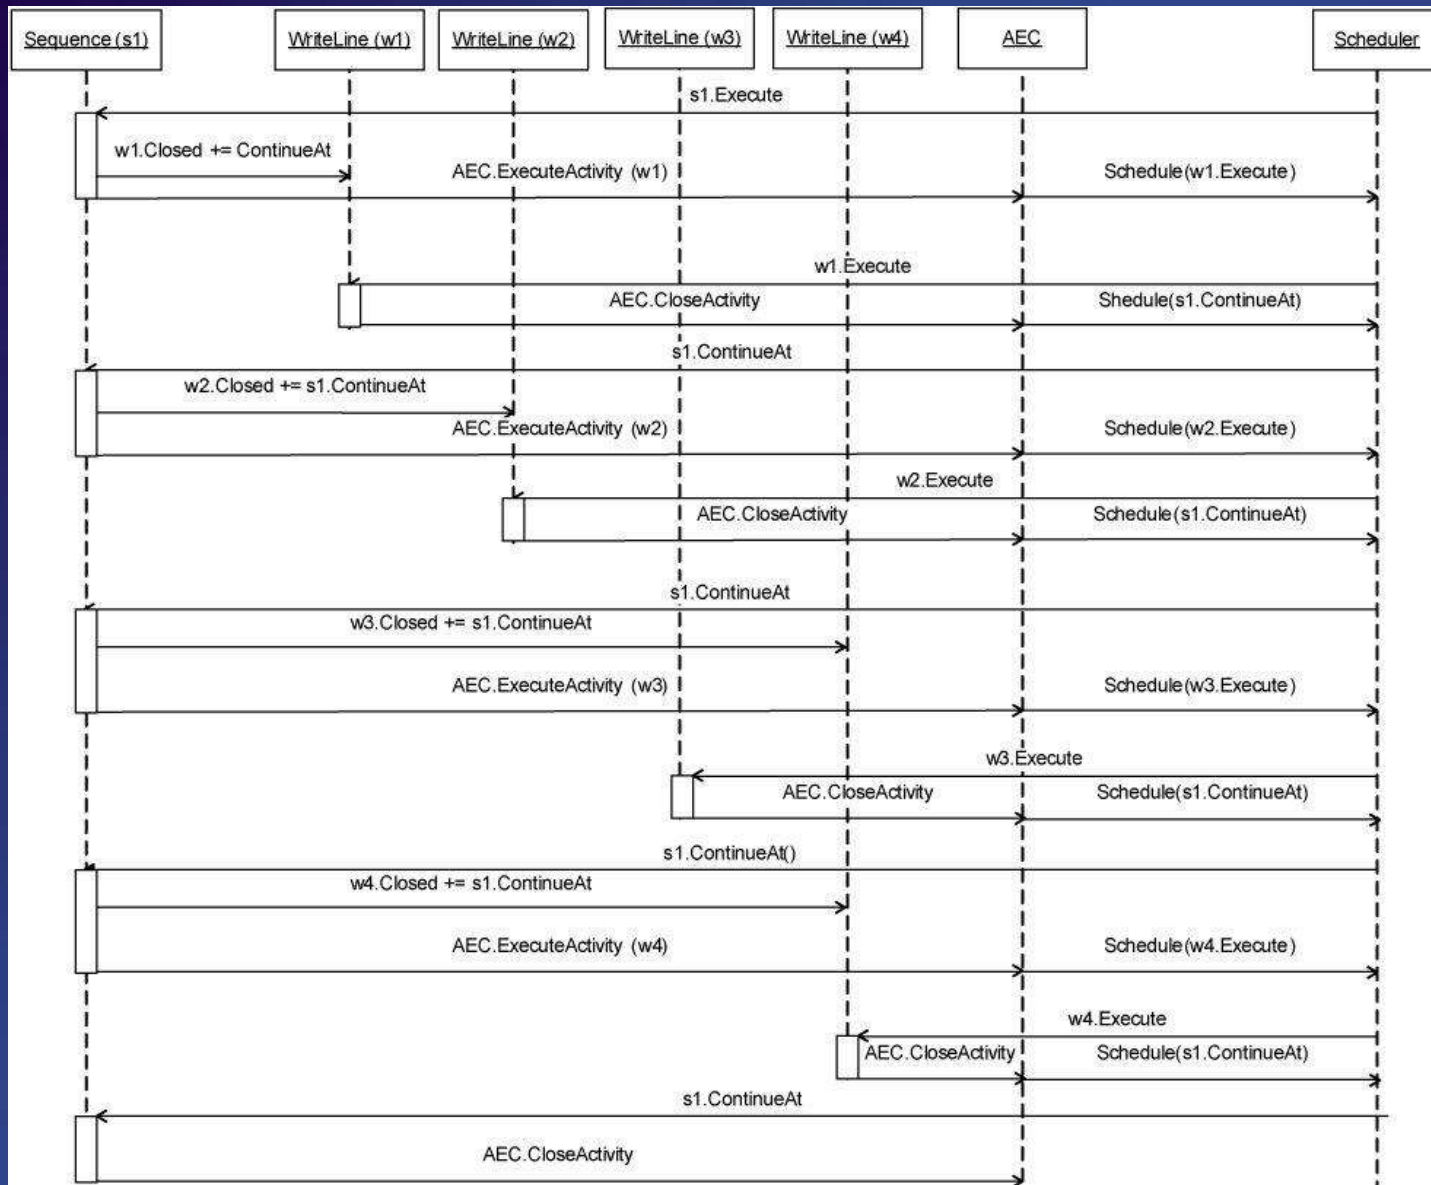 Sequence (s1)
WriteLine (w1)
WriteLine (w2)
WriteLine (w3)
WriteLine (w4)
AEC
Scheduler
s1.Execute
w1.Closed += ContinueAt
AEC.ExecuteActivity (w1)
Schedule(w1.Execute)
w1.Execute
AEC.CloseActivity
Shedule(s1.ContinueAt)
s1.ContinueAt
w2.Closed += s1.ContinueAt
AEC.ExecuteActivity (w2)
Schedule(w2.Execute)
w2.Execute
AEC.CloseActivity
Schedule(s1.ContinueAt)
s1.ContinueAt
w3.Closed += s1.ContinueAt
AEC.ExecuteActivity (w3)
Schedule(w3.Execute)
w3.Execute
AEC.CloseActivity
Schedule(s1.ContinueAt)
s1.ContinueAt()
w4.Closed += s1.ContinueAt
AEC.ExecuteActivity (w4)
Schedule(w4.Execute)
w4.Execute
AEC.CloseActivity
Schedule(s1.ContinueAt)
s1.ContinueAt
AEC.CloseActivity